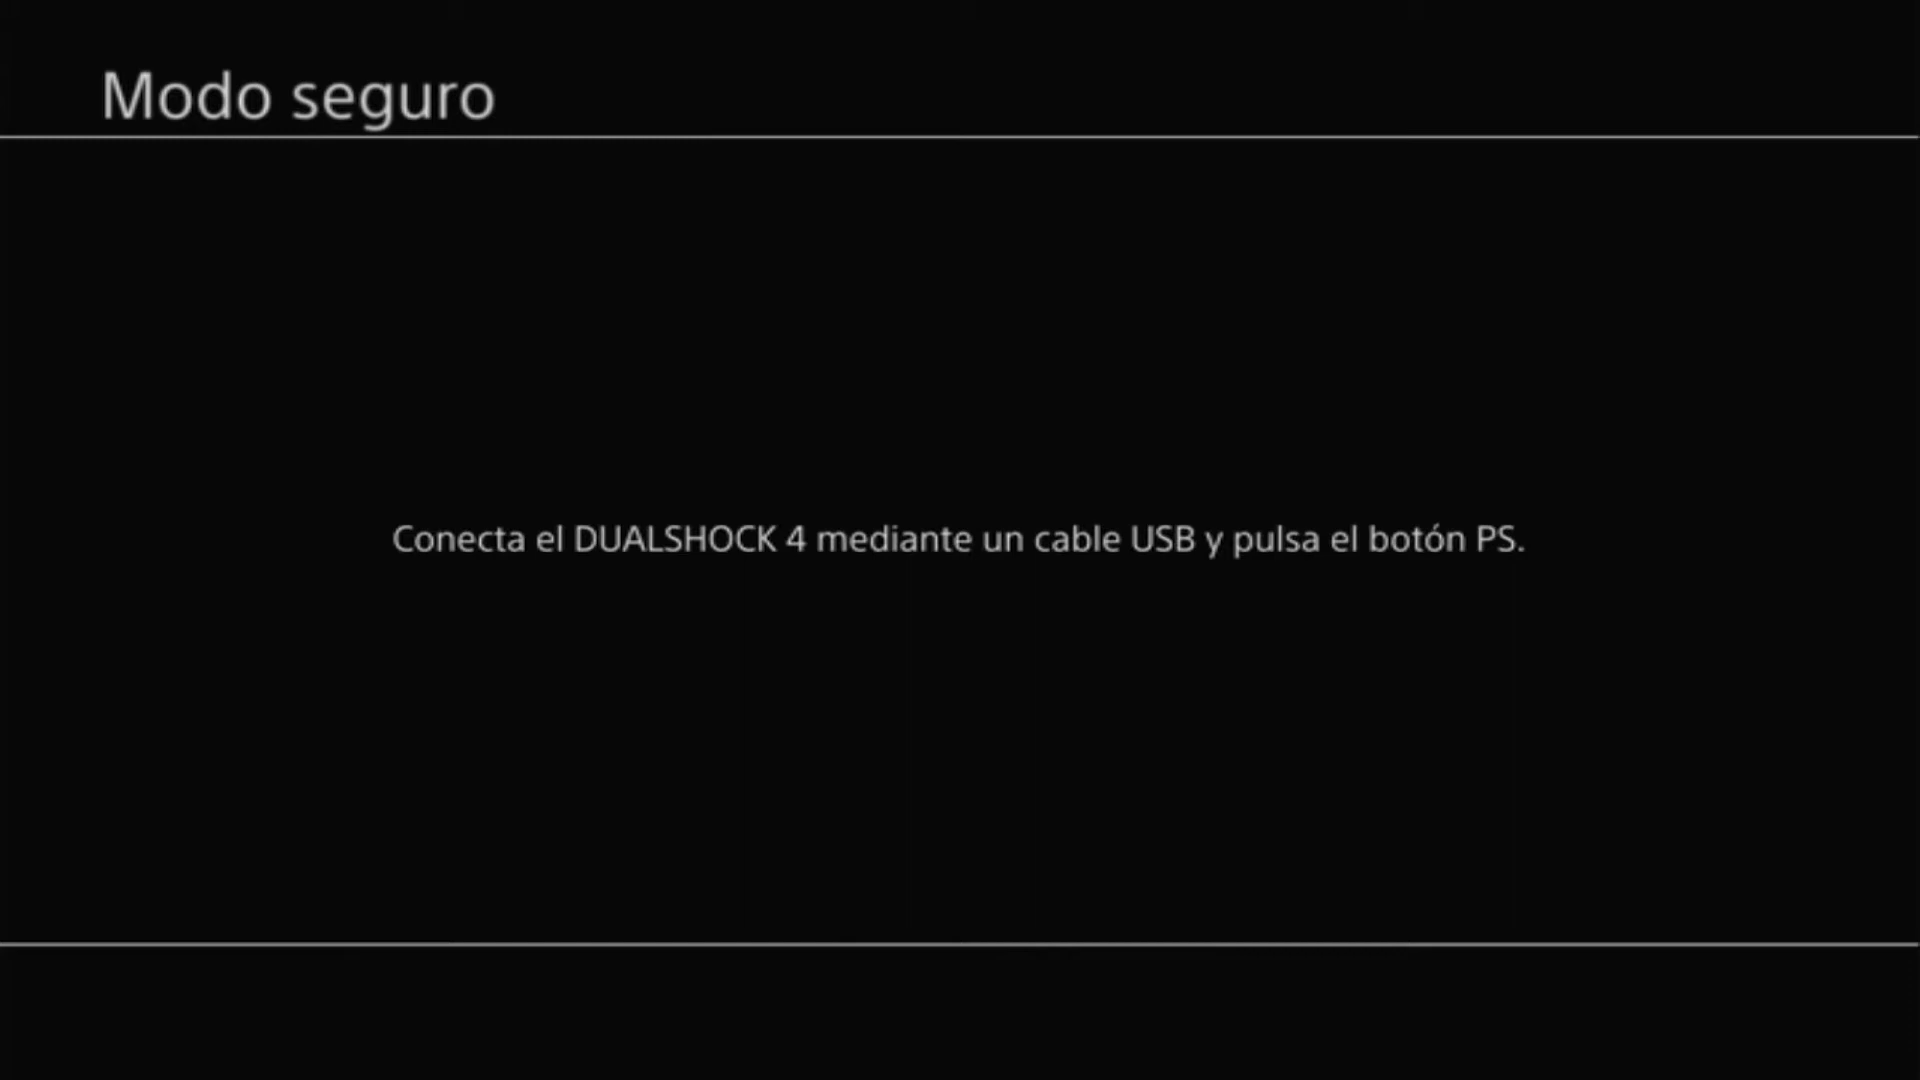 Modo seguro
Conecta el DUALSHOCK 4 mediante un cable USB y pulsa el botón PS.